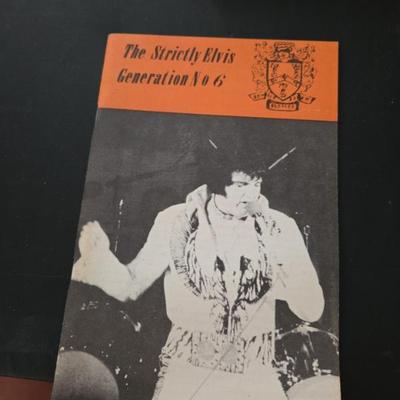 The Strictly Elvis
Generation No 6